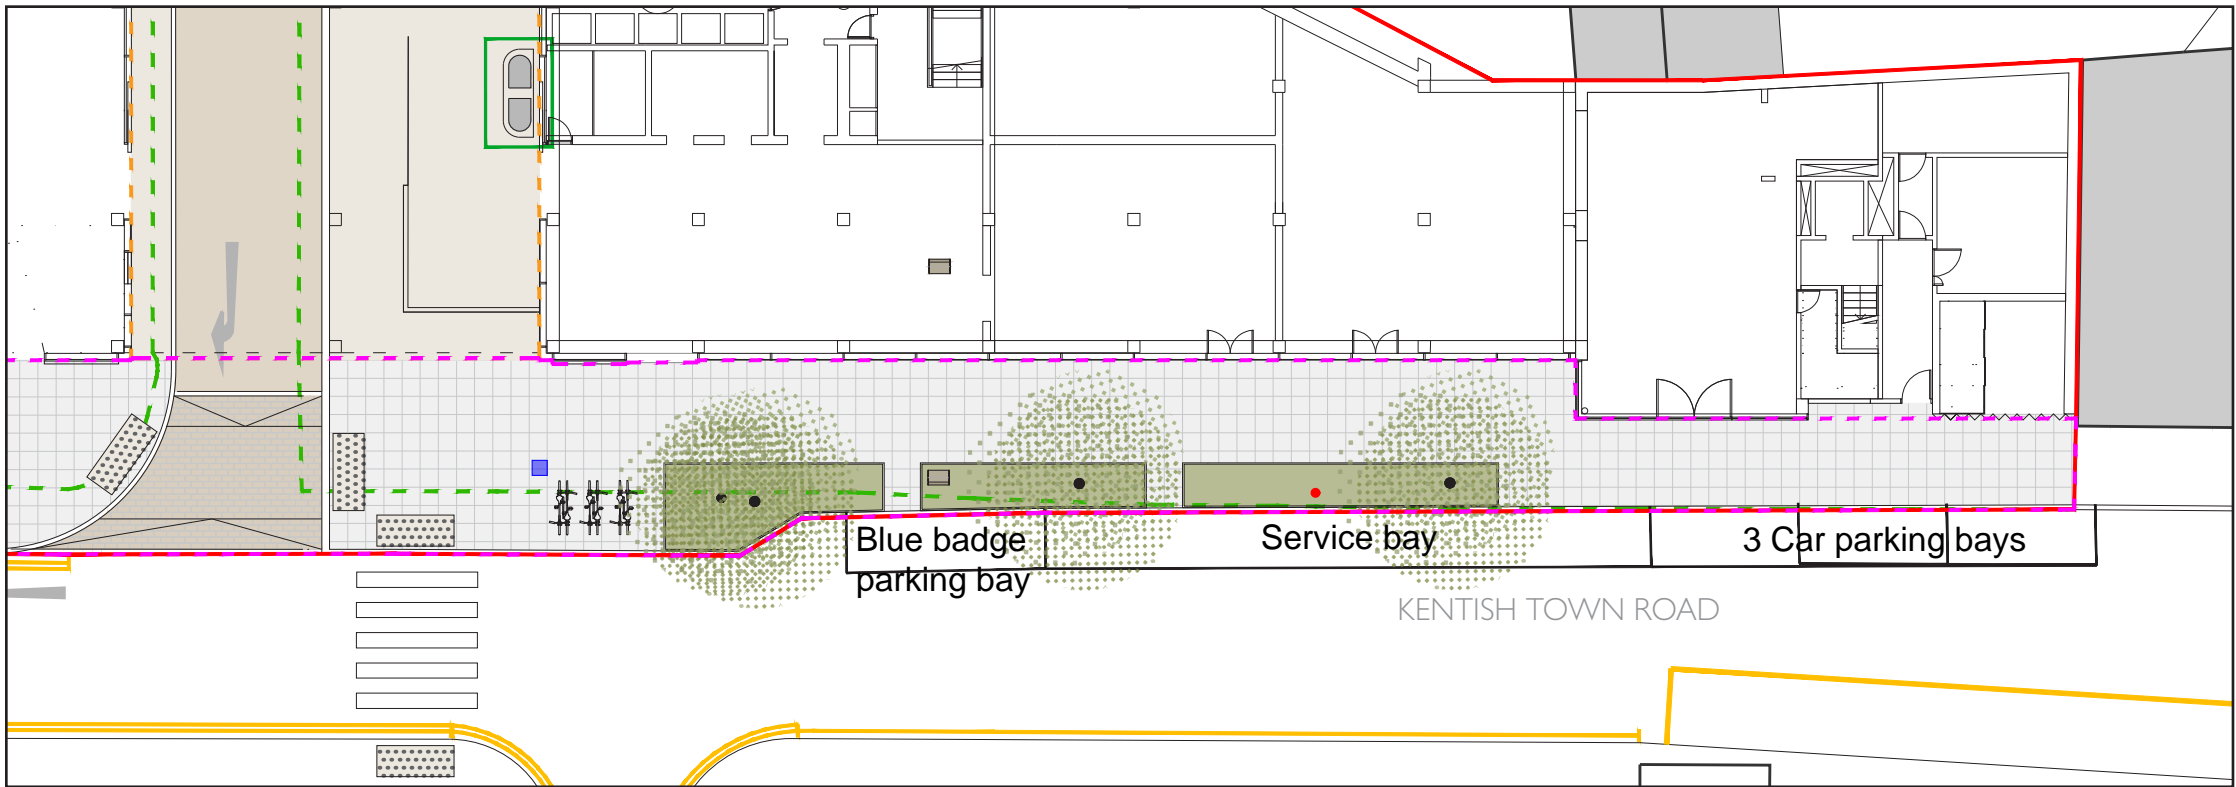 Blue badge
parking bay
Service bay
3 Car parking bays
KENTISH TOWN ROAD